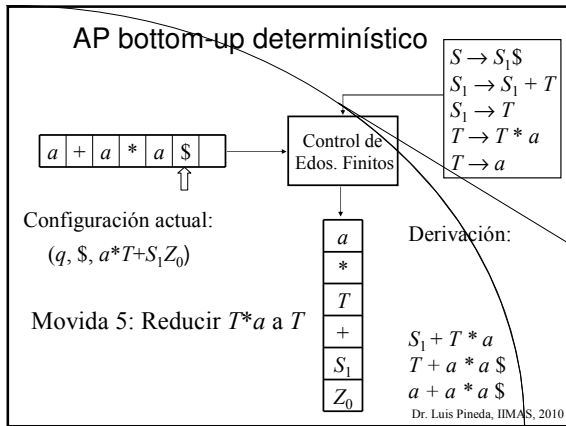 AP bottom-up determinístico
S → S₁$
S₁ → S₁ + T
S₁ → T
T → T * a
T → a
a + a * a $
Control de
Edos. Finitos
Configuración actual:
(q, $, a*T+S₁Z₀)
Movida 5: Reducir T*a a T
a
*
T
+
S₁
Z₀
Derivación:
S₁ + T * a
T + a * a $
a + a * a $
Dr. Luis Pineda, IIMAS, 2010